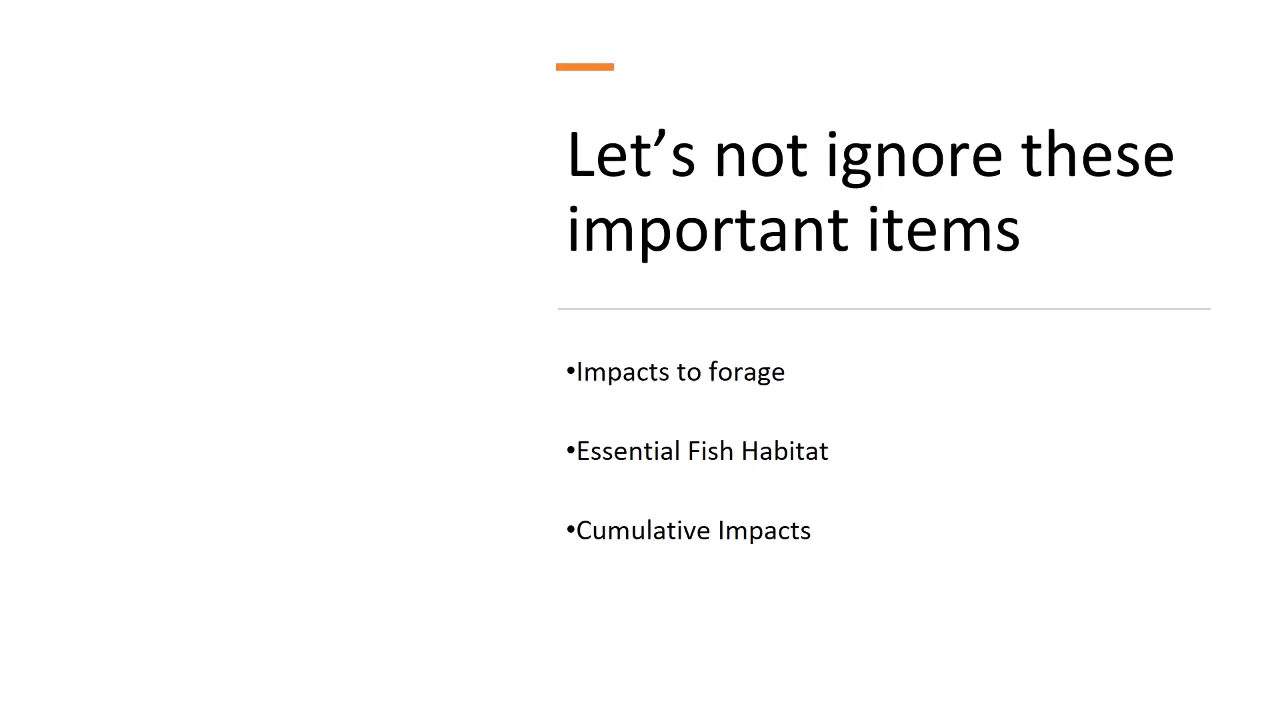 Let’s not ignore these
important items
•Impacts to forage
•Essential Fish Habitat
•Cumulative Impacts